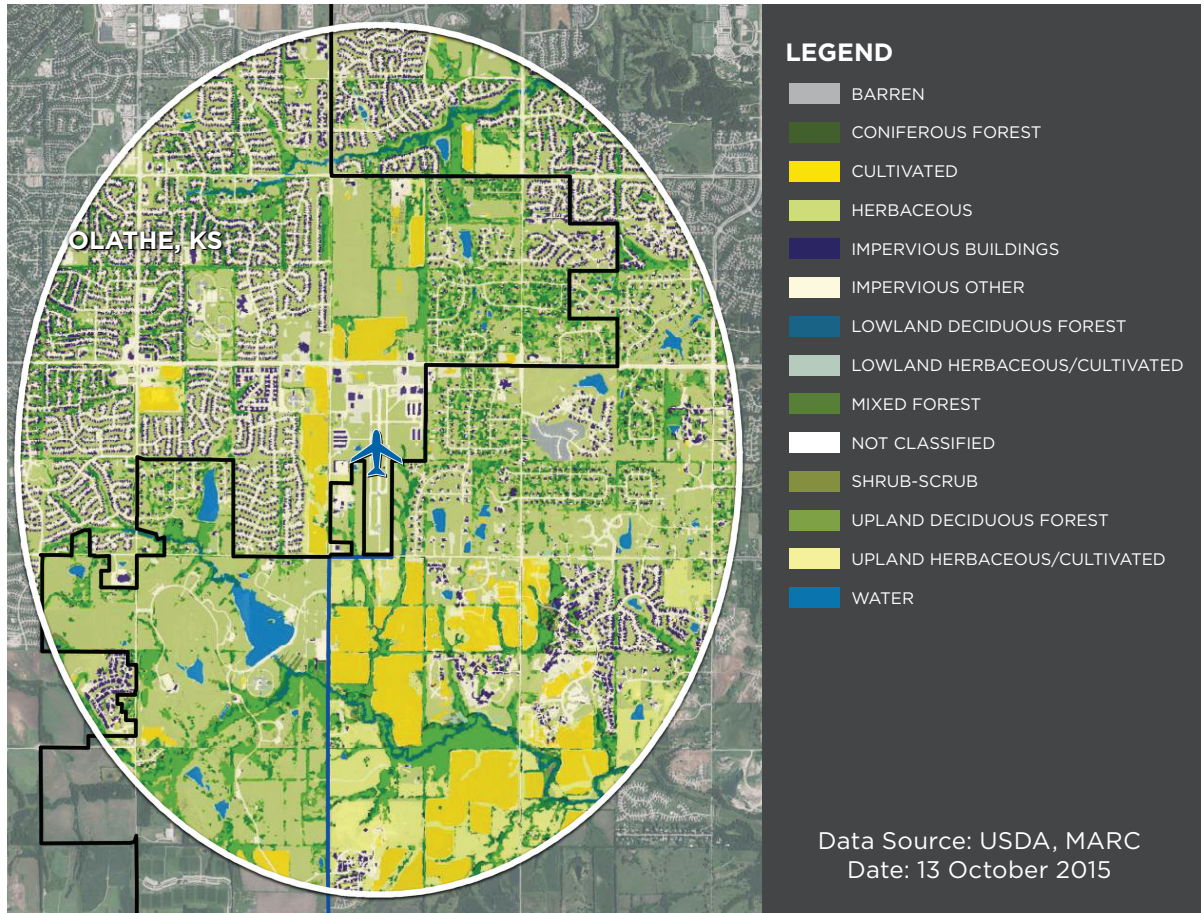 OLATHE, KS
LEGEND
BARREN
CONIFEROUS FOREST
CULTIVATED
HERBACEOUS
IMPERVIOUS BUILDINGS
IMPERVIOUS OTHER
LOWLAND DECIDUOUS FOREST
LOWLAND HERBACEOUS/CULTIVATED
MIXED FOREST
NOT CLASSIFIED
SHRUB-SCRUB
UPLAND DECIDUOUS FOREST
UPLAND HERBACEOUS/CULTIVATED
WATER
Data Source: USDA, MARC
Date: 13 October 2015